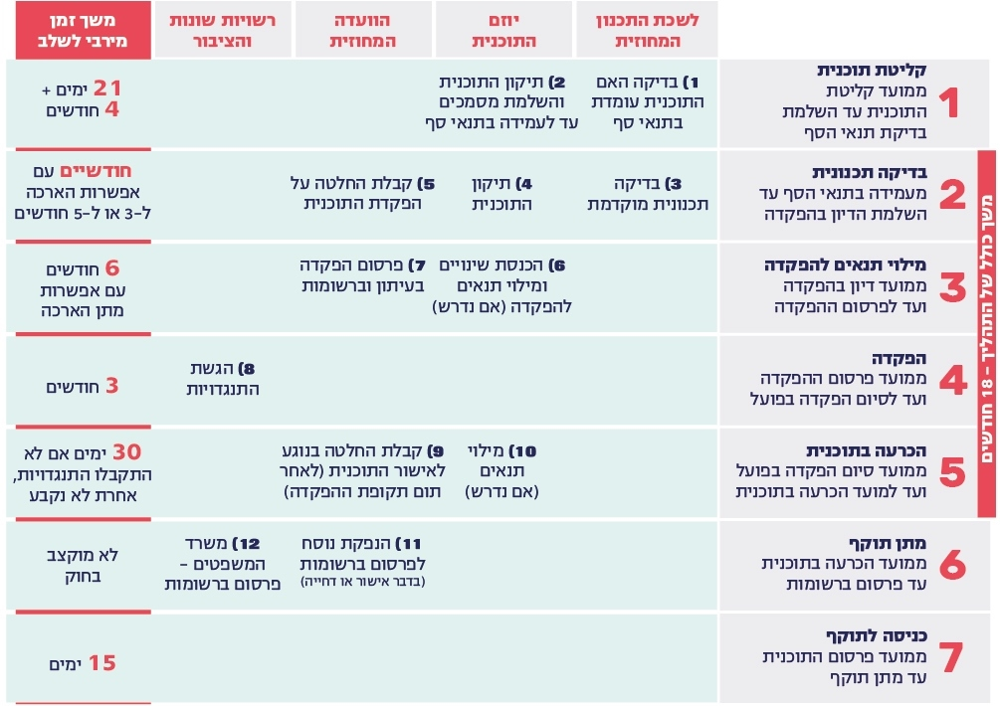 לשכת התכנון
המחוזית
יוזם
התוכנית
הוועדה
המחוזית
רשויות שונות
והציבור
משך זמן
מירבי לשלב
משך כולל של התהליך – 18 חודשים
1
קליטת תוכנית
ממועד קליטת
התוכנית עד השלמת
בדיקת תנאי הסף
1) בדיקה האם
התוכנית עומדת
בתנאי סף
2) תיקון התוכנית
והשלמת מסמכים
עד לעמידה בתנאי סף
21 ימים +
4 חודשים
2
בדיקה תכנונית
מעמידה בתנאי הסף עד
השלמת הדיון בהפקדה
3) בדיקה
תכנונית מוקדמת
4) תיקון
התוכנית
5) קבלת החלטה על
הפקדת התוכנית
חודשיים עם
אפשרות הארכה
ל-3 או ל-5 חודשים
3
מילוי תנאים להפקדה
ממועד דיון בהפקדה
ועד לפרסום ההפקדה
6) הכנסת שינויים
ומילוי תנאים
להפקדה (אם נדרש)
7) פרסום הפקדה
בעיתון וברשומות
6 חודשים
עם אפשרות
מתן הארכה
4
הפקדה
ממועד פרסום ההפקדה
ועד לסיום הפקדה בפועל
8) הגשת
התנגדויות
3 חודשים
5
הכרעה בתוכנית
ממועד סיום הפקדה בפועל
ועד למועד הכרעה בתוכנית
10) מילוי
תנאים
(אם נדרש)
9) קבלת החלטה בנוגע
לאישור התוכנית (לאחר
תום תקופת ההפקדה)
30 ימים אם לא
התקבלו התנגדויות,
אחרת לא נקבע
6
מתן תוקף
ממועד הכרעה בתוכנית
עד פרסום ברשומות
11) הנפקת נוסח
לפרסום ברשומות
(בדבר אישור או דחייה)
12) משרד
המשפטים –
פרסום ברשומות
לא מוקצב
בחוק
7
כניסה לתוקף
ממועד פרסום התוכנית
עד מתן תוקף
15 ימים